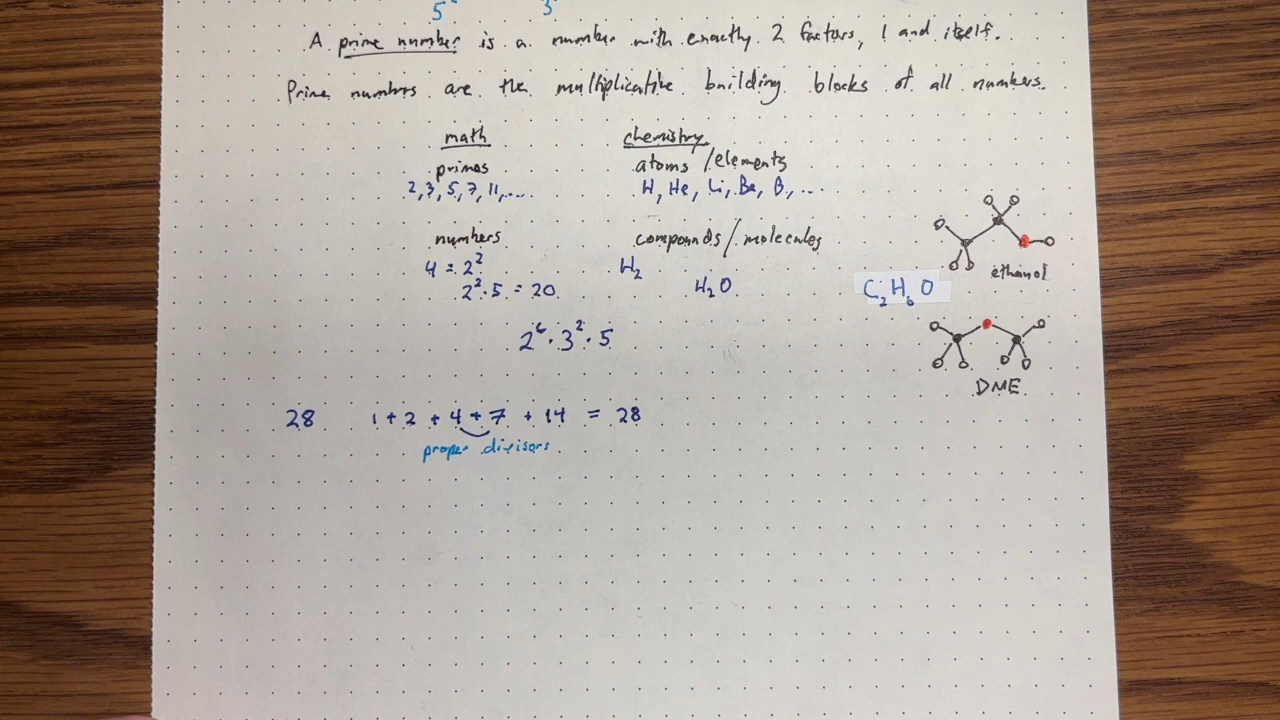 5 3
A prime number is a number with exactly 2 factors, 1 and itself.
Prime numbers are the multiplicative building blocks of all numbers.
math chemistry
primes atoms/elements
2, 3, 5, 7, 11, .... H, He, Li, Be, B, ...
numbers compounds/molecules
4 = 2² H₂
2²·5 = 20 H₂O C₂H₆O
ethanol
2⁶·3²·5
DME
28 1 + 2 + 4 + 7 + 14 = 28
proper divisors